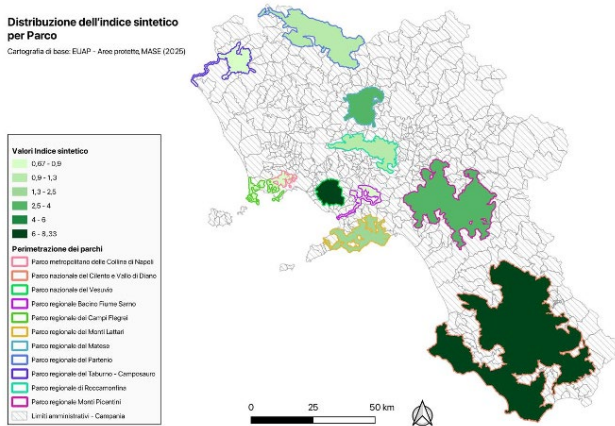 Distribuzione dell'indice sintetico
per Parco
Cartografia di base: EUAP - Aree protette, MASE (2025)
Valori Indice sintetico
0,67 - 0,9
0,9 - 1,3
1,3 - 2,5
2,5 - 4
4 - 6
6 - 8,33
Perimetrazione dei parchi
Parco metropolitano delle Colline di Napoli
Parco nazionale del Cilento e Vallo di Diano
Parco nazionale del Vesuvio
Parco regionale Bacino Fiume Sarno
Parco regionale dei Campi Flegrei
Parco regionale dei Monti Lattari
Parco regionale del Matese
Parco regionale del Partenio
Parco regionale del Taburno - Camposauro
Parco regionale di Roccamonfina
Parco regionale Monti Picentini
Limiti amministrativi - Campania
0 25 50 km